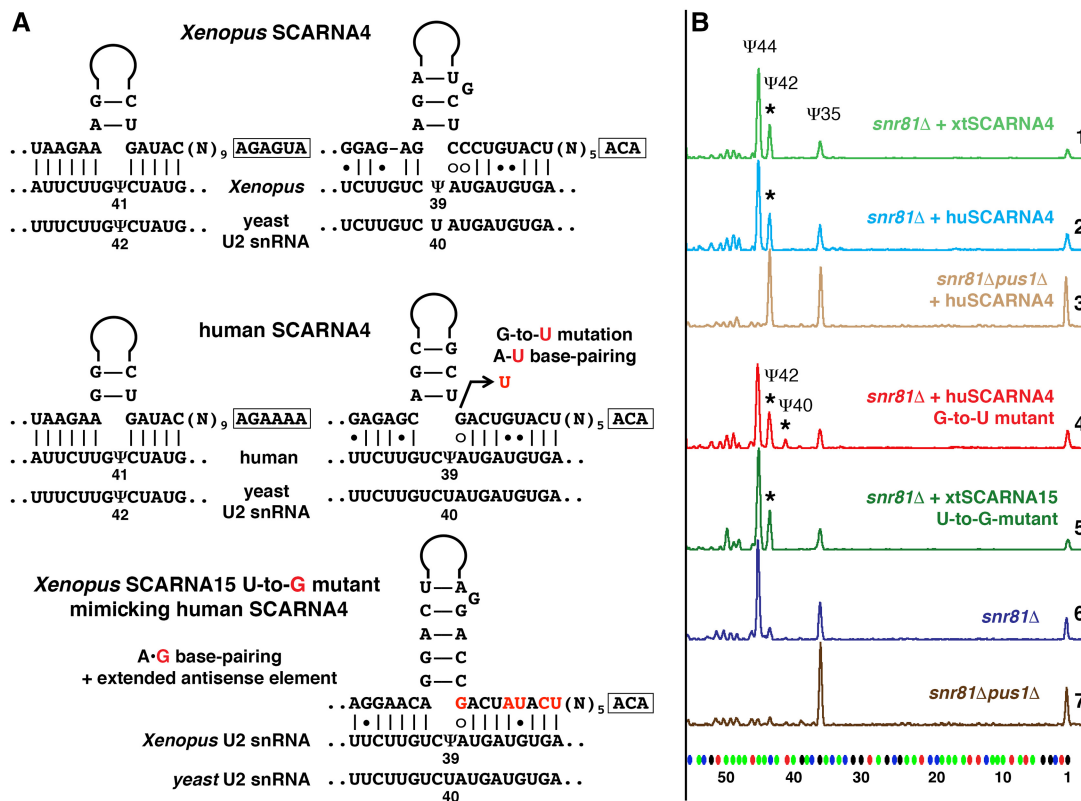 A
Xenopus SCARNA4
A—U
G
G—C
G—C
A—U
A—U
..UAAGAA GAUAC(N)9 AGAGUA
..GGAG-AG CCCUGUACU(N)5 ACA
..AUUCUUGΨCUAUG.. Xenopus ..UCUUGUC Ψ AUGAUGUGA..
41
39
..UUUCUUGΨCUAUG.. yeast U2 snRNA ..UCUUGUC U AUGAUGUGA..
42
40
human SCARNA4
G-to-U mutation
A-U base-pairing
U
C—G
G—C
G—C
G—U
A—U
..UAAGAA GAUAC(N)9 AGAAAA
..GAGAGC GACUGUACU(N)5 ACA
..AUUCUUGΨCUAUG.. human ..UUCUUGUCΨAUGAUGUGA..
41
39
..UUUCUUGΨCUAUG.. yeast U2 snRNA ..UUCUUGUCUAUGAUGUGA..
42
40
Xenopus SCARNA15 U-to-G mutant
mimicking human SCARNA4
A•G base-pairing
+ extended antisense element
U—A
G
C—G
A—A
G—C
G—C
..AGGAACA GACUAUACU(N)5 ACA
Xenopus U2 snRNA ..UUCUUGUCΨAUGAUGUGA..
39
yeast U2 snRNA ..UUCUUGUCUAUGAUGUGA..
40
B
Ψ44
Ψ42
*
Ψ35
snr81Δ + xtSCARNA4
1
*
snr81Δ + huSCARNA4
2
snr81Δpus1Δ
+ huSCARNA4
3
Ψ42
*
Ψ40
*
snr81Δ + huSCARNA4
G-to-U mutant
4
*
snr81Δ + xtSCARNA15
U-to-G-mutant
5
snr81Δ
6
snr81Δpus1Δ
7
50 40 30 20 10 1